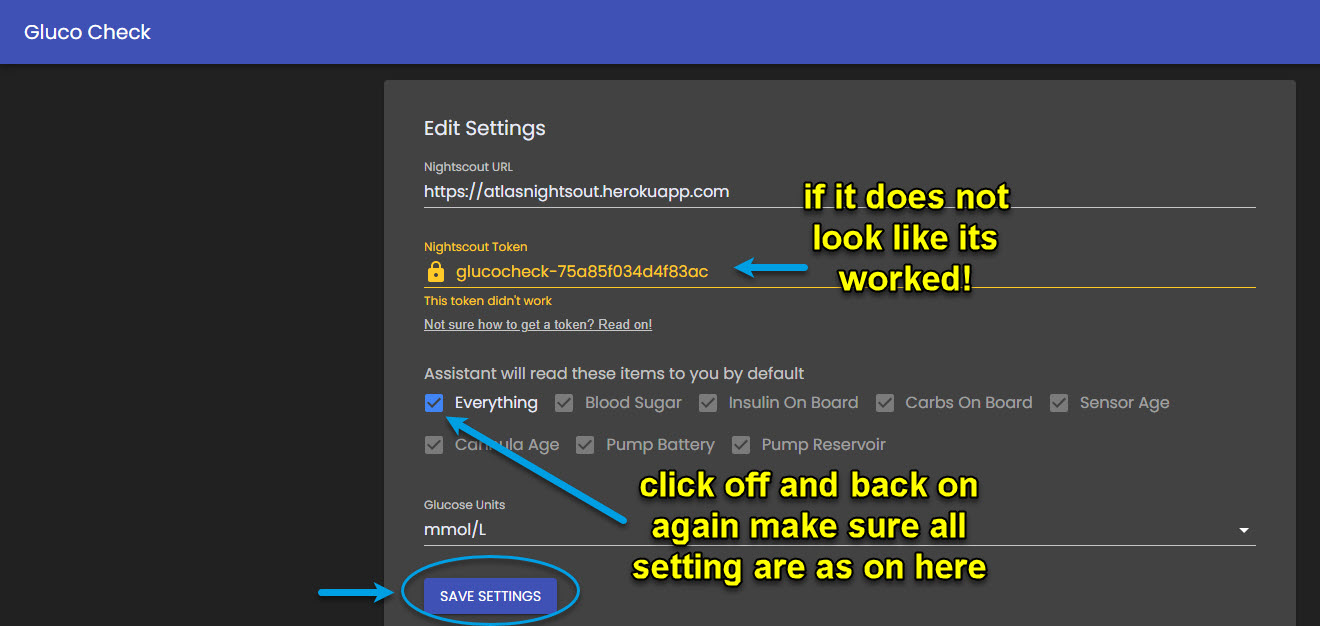 Gluco Check
Edit Settings
Nightscout URL
https://atlasnightsout.herokuapp.com
if it does not
look like its
worked!
Nightscout Token
glucocheck-75a85f034d4f83ac
This token didn't work
Not sure how to get a token? Read on!
Assistant will read these items to you by default
Everything Blood Sugar Insulin On Board Carbs On Board Sensor Age
Cannula Age Pump Battery Pump Reservoir
click off and back on
again make sure all
setting are as on here
Glucose Units
mmol/L
SAVE SETTINGS